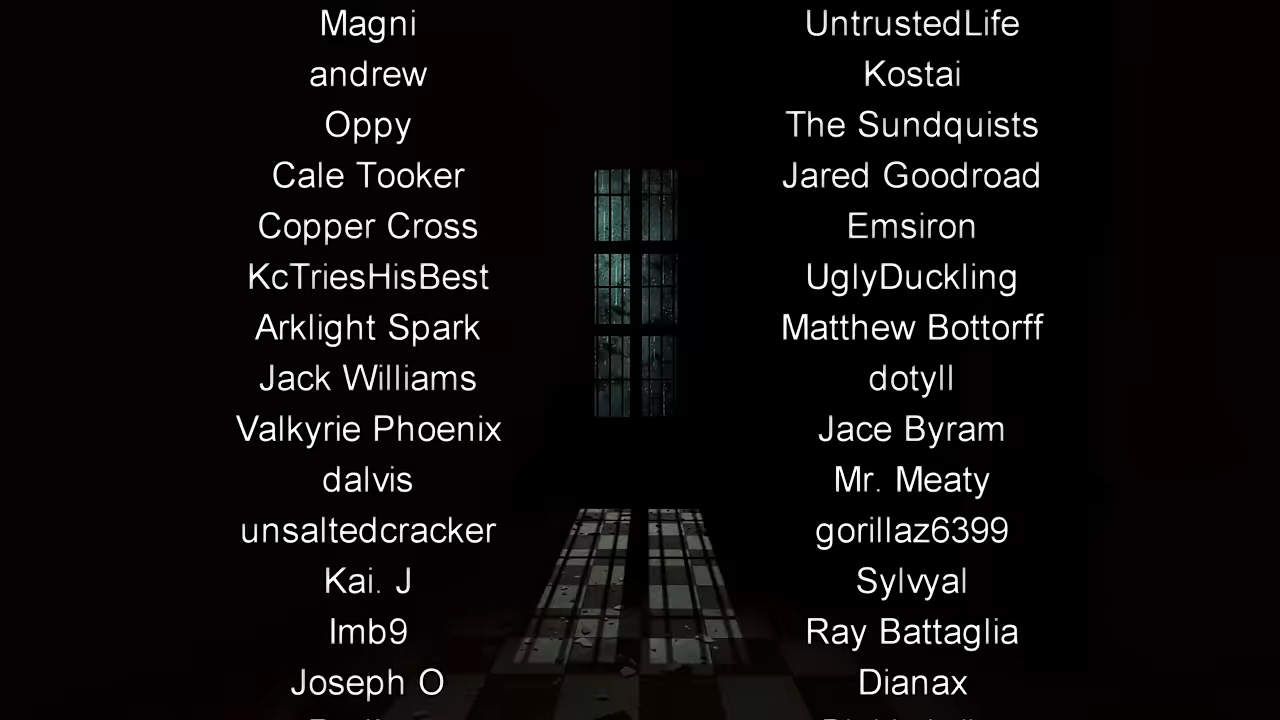 Magni
andrew
Oppy
Cale Tooker
Copper Cross
KcTriesHisBest
Arklight Spark
Jack Williams
Valkyrie Phoenix
dalvis
unsaltedcracker
Kai. J
lmb9
Joseph O
UntrustedLife
Kostai
The Sundquists
Jared Goodroad
Emsiron
UglyDuckling
Matthew Bottorff
dotyll
Jace Byram
Mr. Meaty
gorillaz6399
Sylvyal
Ray Battaglia
Dianax